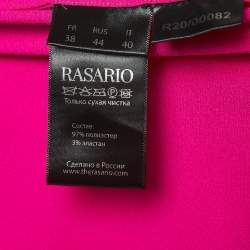 FR RUS IT
38 44 40
R20/00082
RASARIO
Только сухая чистка
Состав:
97% полиэстер
3% эластан
Сделано в России
www.therasario.com